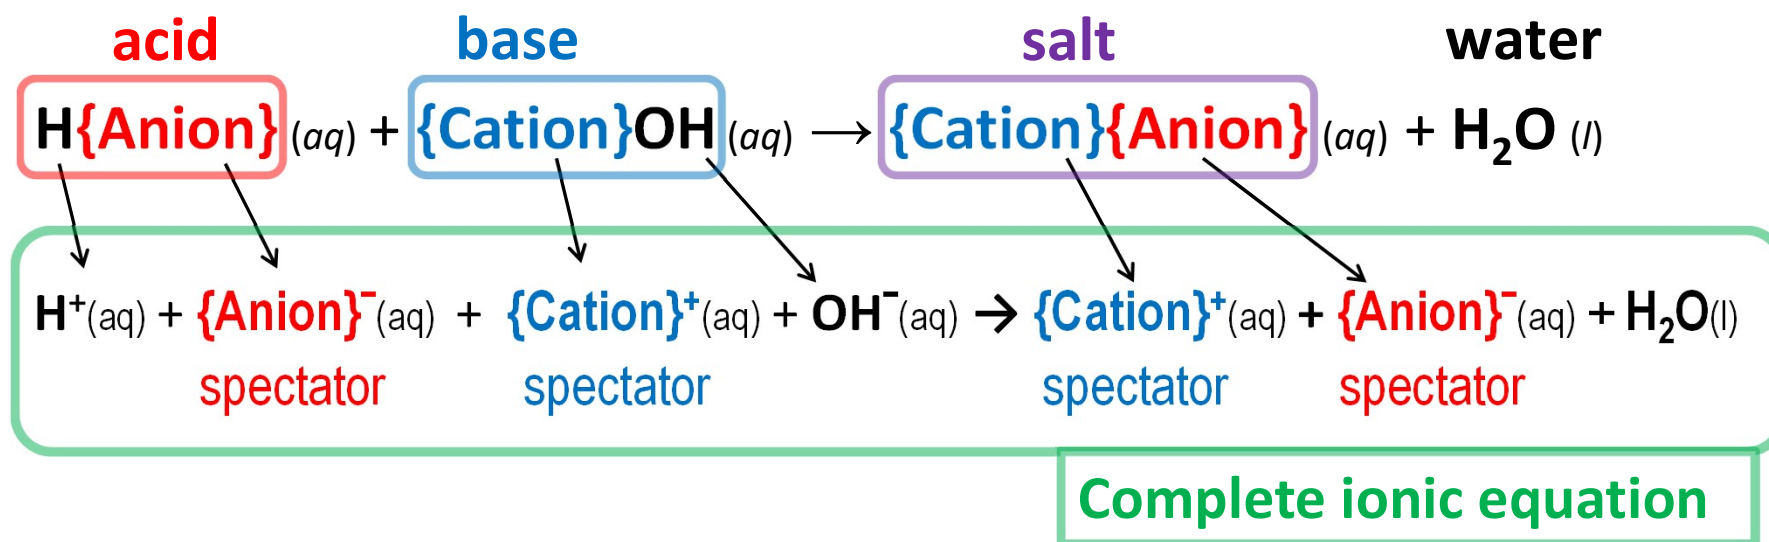 acid base salt water
H{Anion} (aq) + {Cation}OH (aq) → {Cation}{Anion} (aq) + H₂O (l)
H⁺(aq) + {Anion}⁻(aq) + {Cation}⁺(aq) + OH⁻(aq) → {Cation}⁺(aq) + {Anion}⁻(aq) + H₂O(l)
spectator spectator spectator spectator
Complete ionic equation